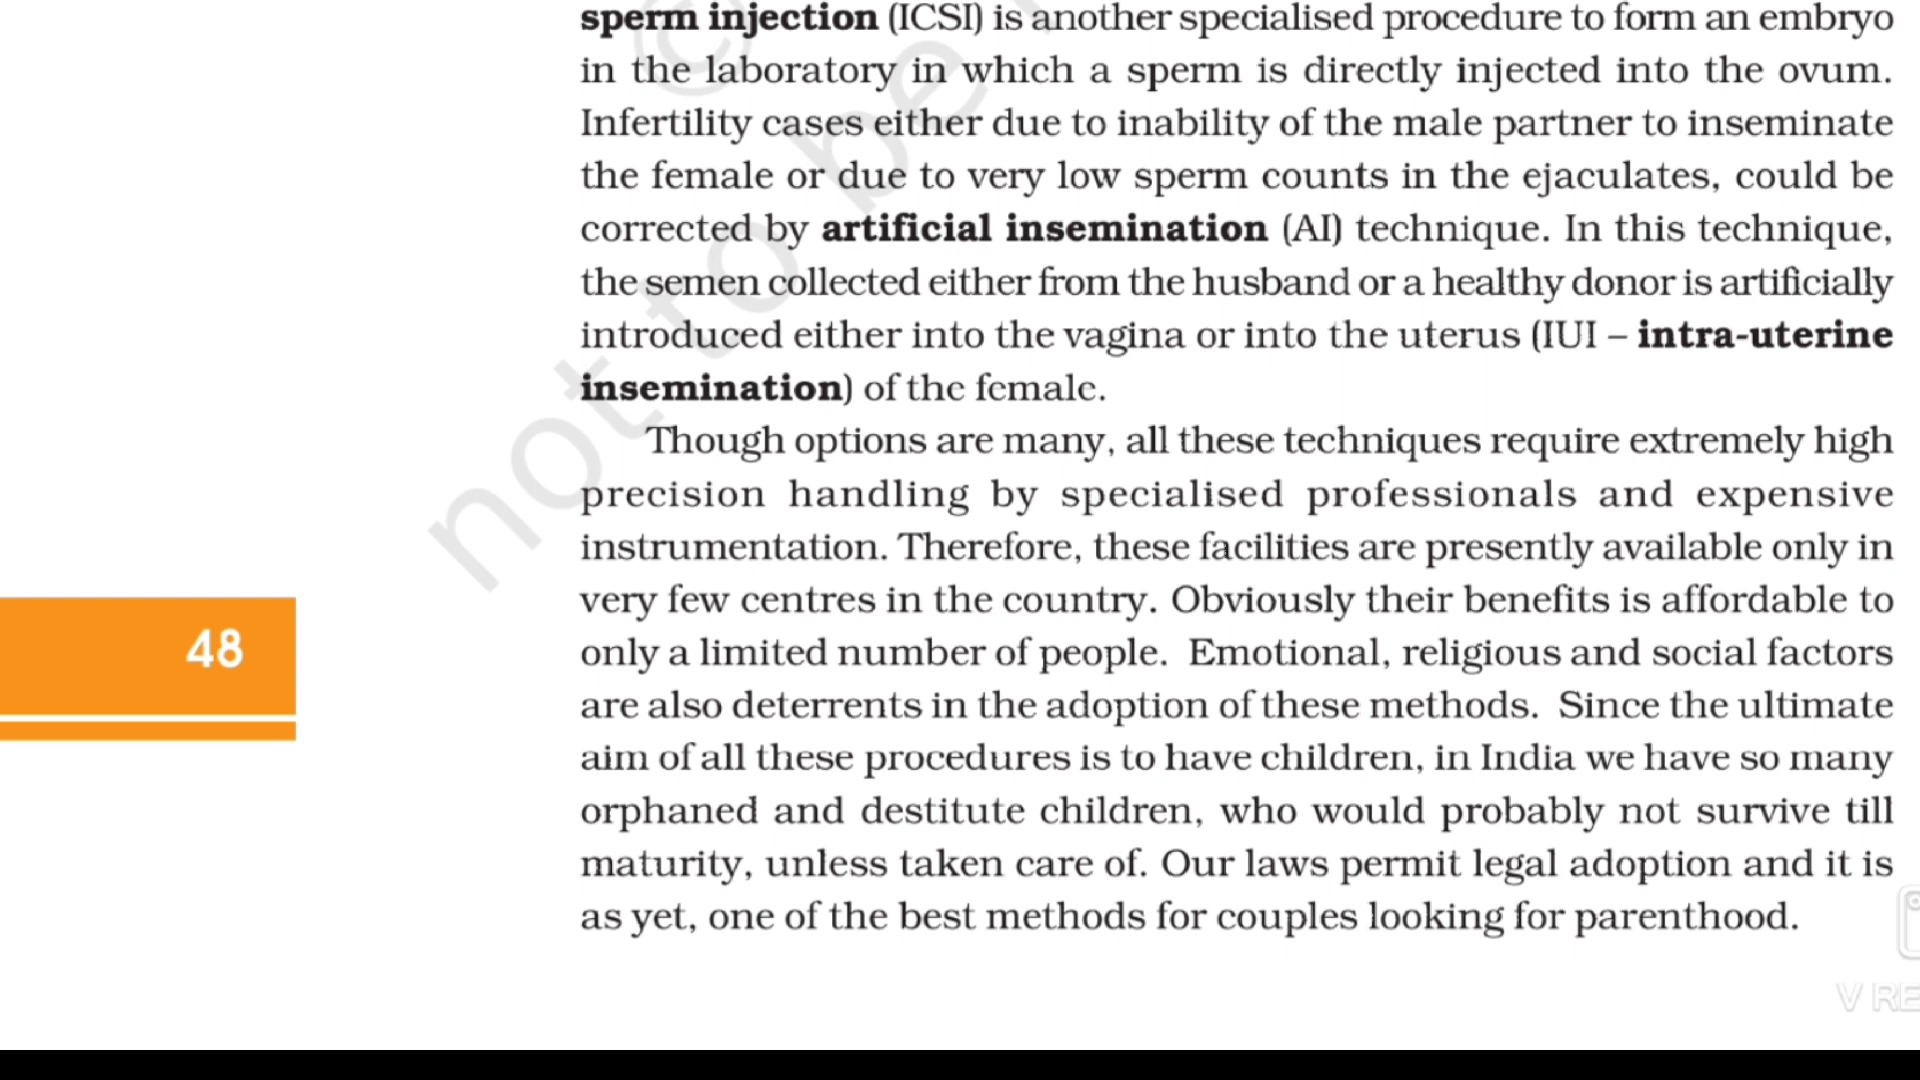 sperm injection (ICSI) is another specialised procedure to form an embryo
in the laboratory in which a sperm is directly injected into the ovum.
Infertility cases either due to inability of the male partner to inseminate
the female or due to very low sperm counts in the ejaculates, could be
corrected by artificial insemination (AI) technique. In this technique,
the semen collected either from the husband or a healthy donor is artificially
introduced either into the vagina or into the uterus (IUI – intra-uterine
insemination) of the female.
Though options are many, all these techniques require extremely high
precision handling by specialised professionals and expensive
instrumentation. Therefore, these facilities are presently available only in
very few centres in the country. Obviously their benefits is affordable to
only a limited number of people. Emotional, religious and social factors
are also deterrents in the adoption of these methods. Since the ultimate
aim of all these procedures is to have children, in India we have so many
orphaned and destitute children, who would probably not survive till
maturity, unless taken care of. Our laws permit legal adoption and it is
as yet, one of the best methods for couples looking for parenthood.
48
© not to be
V RE